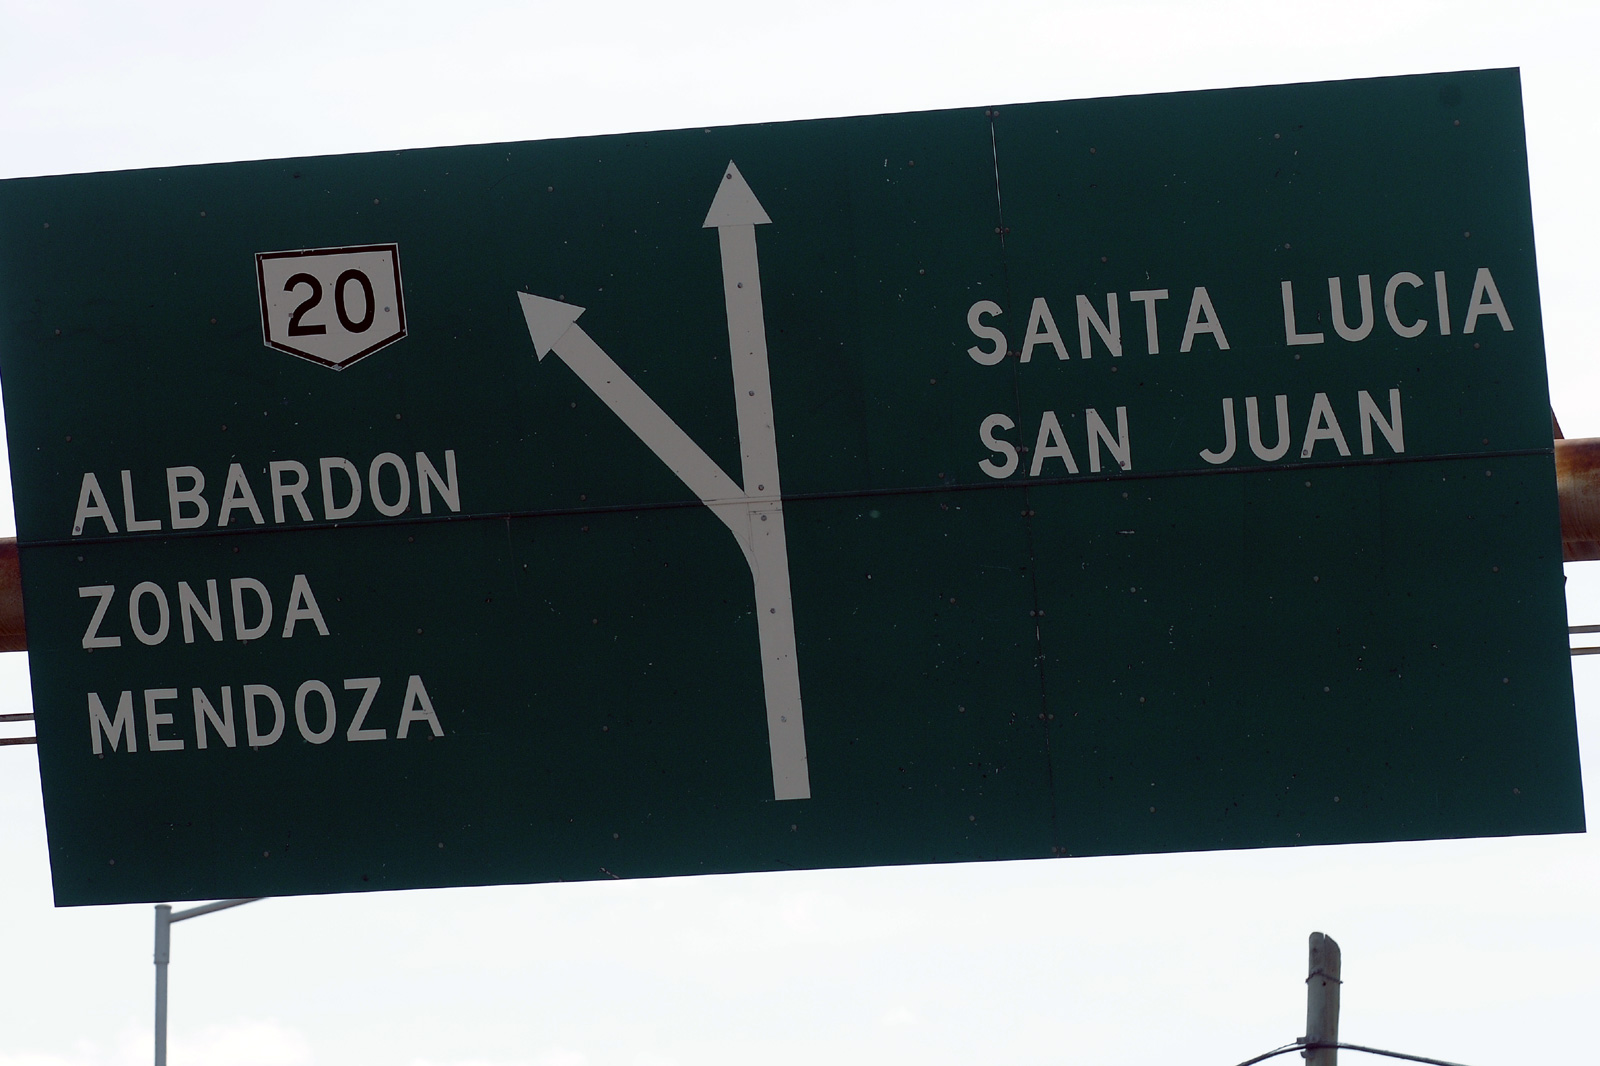 20
ALBARDON
ZONDA
MENDOZA
SANTA LUCIA
SAN JUAN